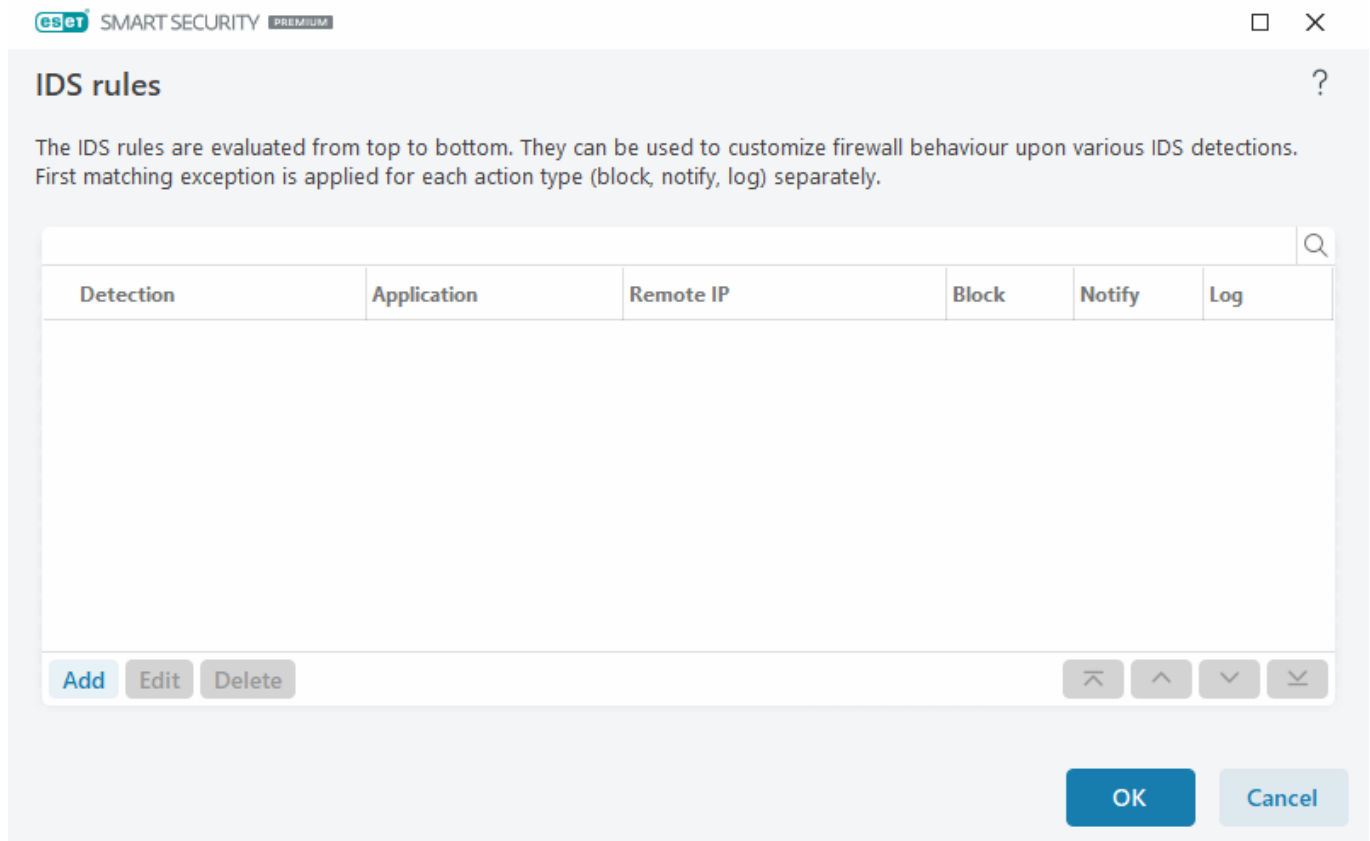 eset SMART SECURITY PREMIUM
IDS rules
?
The IDS rules are evaluated from top to bottom. They can be used to customize firewall behaviour upon various IDS detections.
First matching exception is applied for each action type (block, notify, log) separately.
Detection Application Remote IP Block Notify Log
Add Edit Delete
OK Cancel